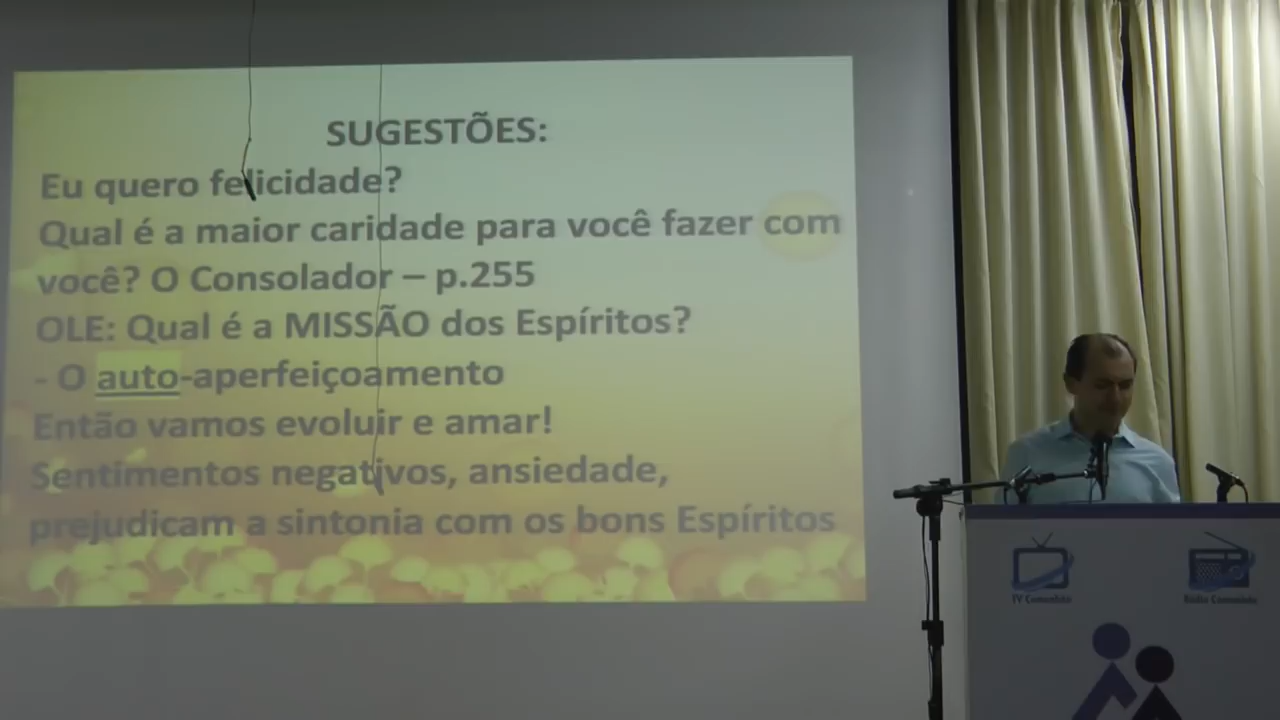 SUGESTÕES:
Eu quero felicidade?
Qual é a maior caridade para você fazer com
você? O Consolador – p.255
OLE: Qual é a MISSÃO dos Espíritos?
- O auto-aperfeiçoamento
Então vamos evoluir e amar!
Sentimentos negativos, ansiedade,
prejudicam a sintonia com os bons Espíritos
TV Comunhão
Rádio Comunhão